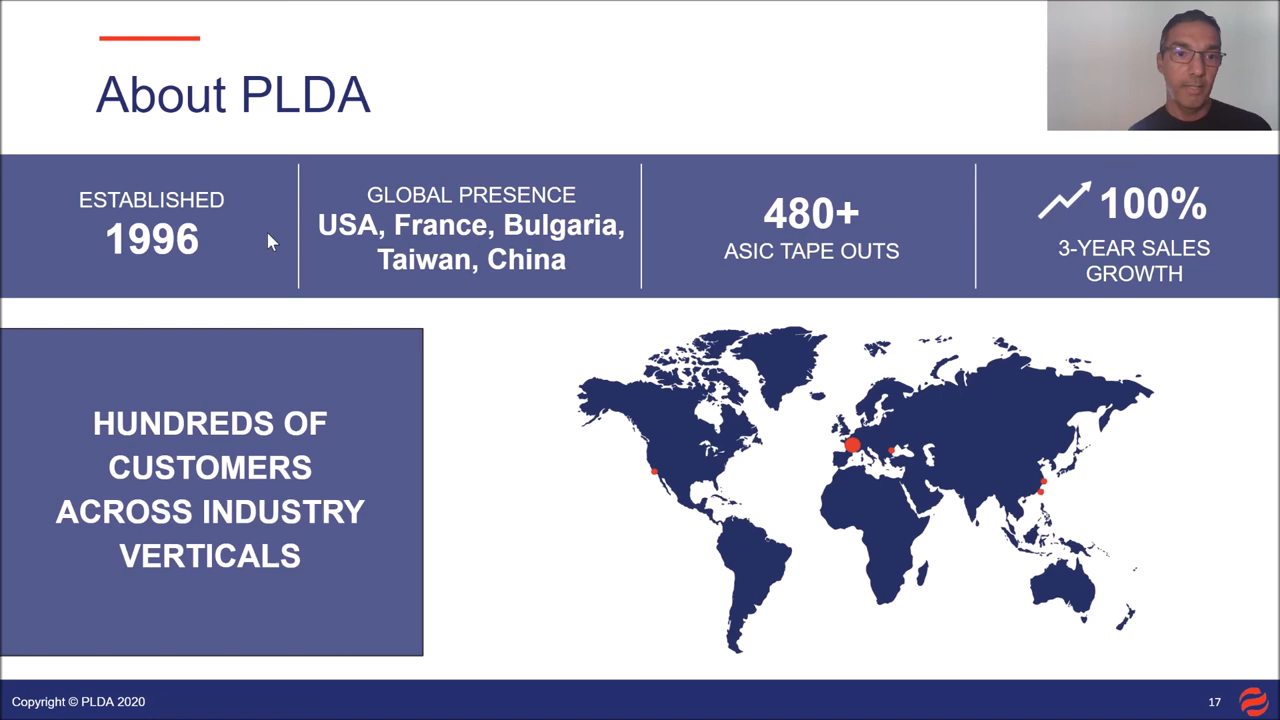 About PLDA
ESTABLISHED
1996
GLOBAL PRESENCE
USA, France, Bulgaria,
Taiwan, China
480+
ASIC TAPE OUTS
100%
3-YEAR SALES
GROWTH
HUNDREDS OF
CUSTOMERS
ACROSS INDUSTRY
VERTICALS
Copyright © PLDA 2020
17